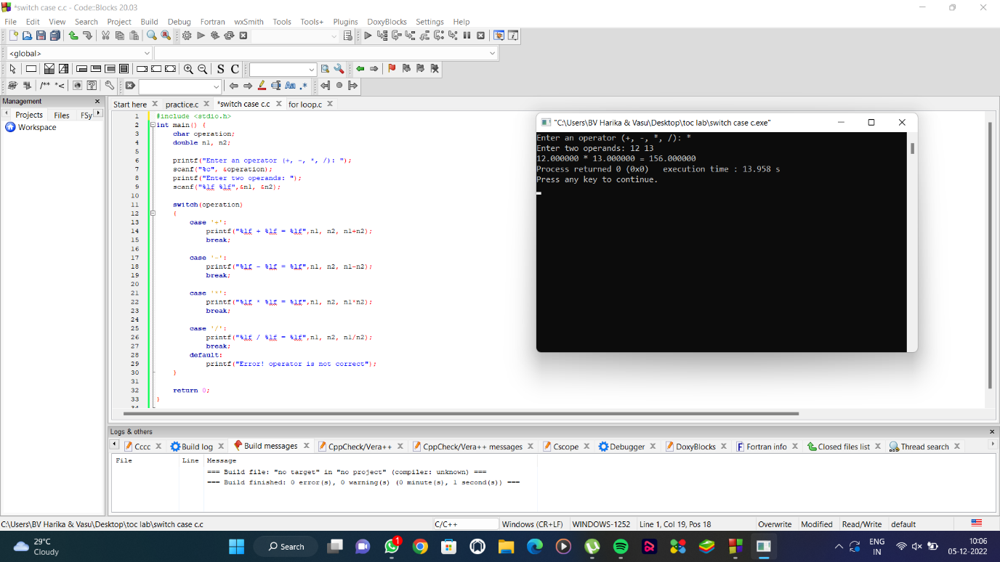 *switch case c.c - Code::Blocks 20.03
File Edit View Search Project Build Debug Fortran wxSmith Tools Tools+ Plugins DoxyBlocks Settings Help
<global>
S C
/** *< Aa .*
Management
Projects Files FSy
Workspace
Start here practice.c *switch case c.c for loop.c
1 #include <stdio.h>
2 int main() {
3 char operation;
4 double n1, n2;
5
6 printf("Enter an operator (+, -, *, /): ");
7 scanf("%c", &operation);
8 printf("Enter two operands: ");
9 scanf("%lf %lf",&n1, &n2);
10
11 switch(operation)
12 {
13 case '+':
14 printf("%lf + %lf = %lf",n1, n2, n1+n2);
15 break;
16
17 case '-':
18 printf("%lf - %lf = %lf",n1, n2, n1-n2);
19 break;
20
21 case '*':
22 printf("%lf * %lf = %lf",n1, n2, n1*n2);
23 break;
24
25 case '/':
26 printf("%lf / %lf = %lf",n1, n2, n1/n2);
27 break;
28 default:
29 printf("Error! operator is not correct");
30 }
31
32 return 0;
33 }
34
"C:\Users\BV Harika & Vasu\Desktop\toc lab\switch case c.exe"
Enter an operator (+, -, *, /): *
Enter two operands: 12 13
12.000000 * 13.000000 = 156.000000
Process returned 0 (0x0) execution time : 13.958 s
Press any key to continue.
Logs & others
Cccc Build log Build messages CppCheck/Vera++ CppCheck/Vera++ messages Cscope Debugger DoxyBlocks Fortran info Closed files list Thread search
File Line Message
=== Build file: "no target" in "no project" (compiler: unknown) ===
=== Build finished: 0 error(s), 0 warning(s) (0 minute(s), 1 second(s)) ===
C:\Users\BV Harika & Vasu\Desktop\toc lab\switch case c.c C/C++ Windows (CR+LF) WINDOWS-1252 Line 1, Col 19, Pos 18 Overwrite Modified Read/Write default
29°C
Cloudy
Search
1
ENG
IN
10:06
05-12-2022